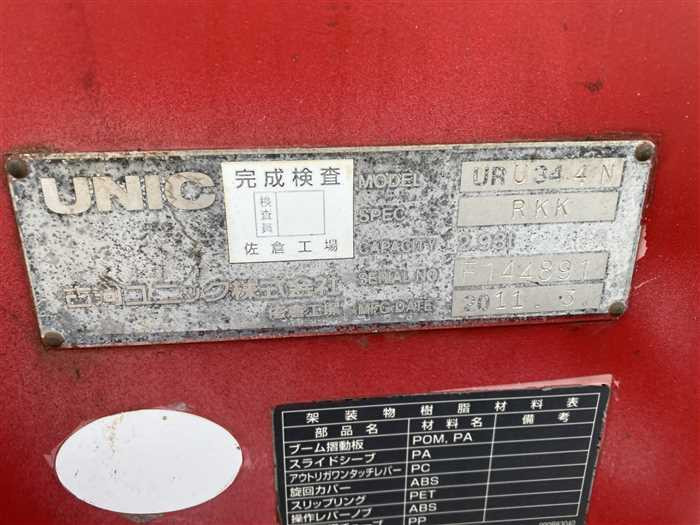 UNIC
完成検査
検査員
佐倉工場
MODEL URU344N
SPEC. RKK
CAPACITY 2.93t
SERIAL NO F144891
MFG DATE 2011.3
古河ユニック株式会社
佐倉工場
架装物樹脂材料表
部品名 材料名 備考
ブーム摺動板 POM, PA
スライドシーブ PA
アウトリガワンタッチレバー PC
旋回カバー ABS
スリップリング PET
操作レバーノブ ABS
PP